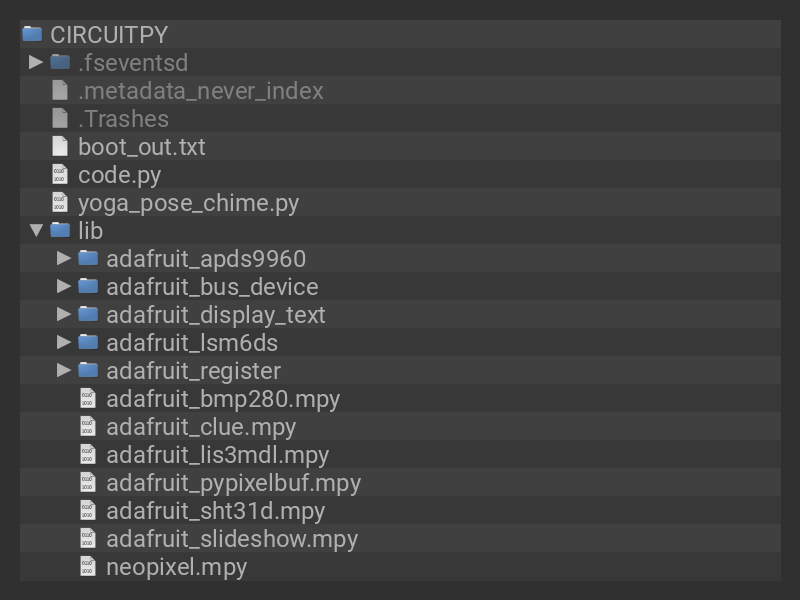 CIRCUITPY
.fseventsd
.metadata_never_index
.Trashes
boot_out.txt
code.py
yoga_pose_chime.py
lib
adafruit_apds9960
adafruit_bus_device
adafruit_display_text
adafruit_lsm6ds
adafruit_register
adafruit_bmp280.mpy
adafruit_clue.mpy
adafruit_lis3mdl.mpy
adafruit_pypixelbuf.mpy
adafruit_sht31d.mpy
adafruit_slideshow.mpy
neopixel.mpy